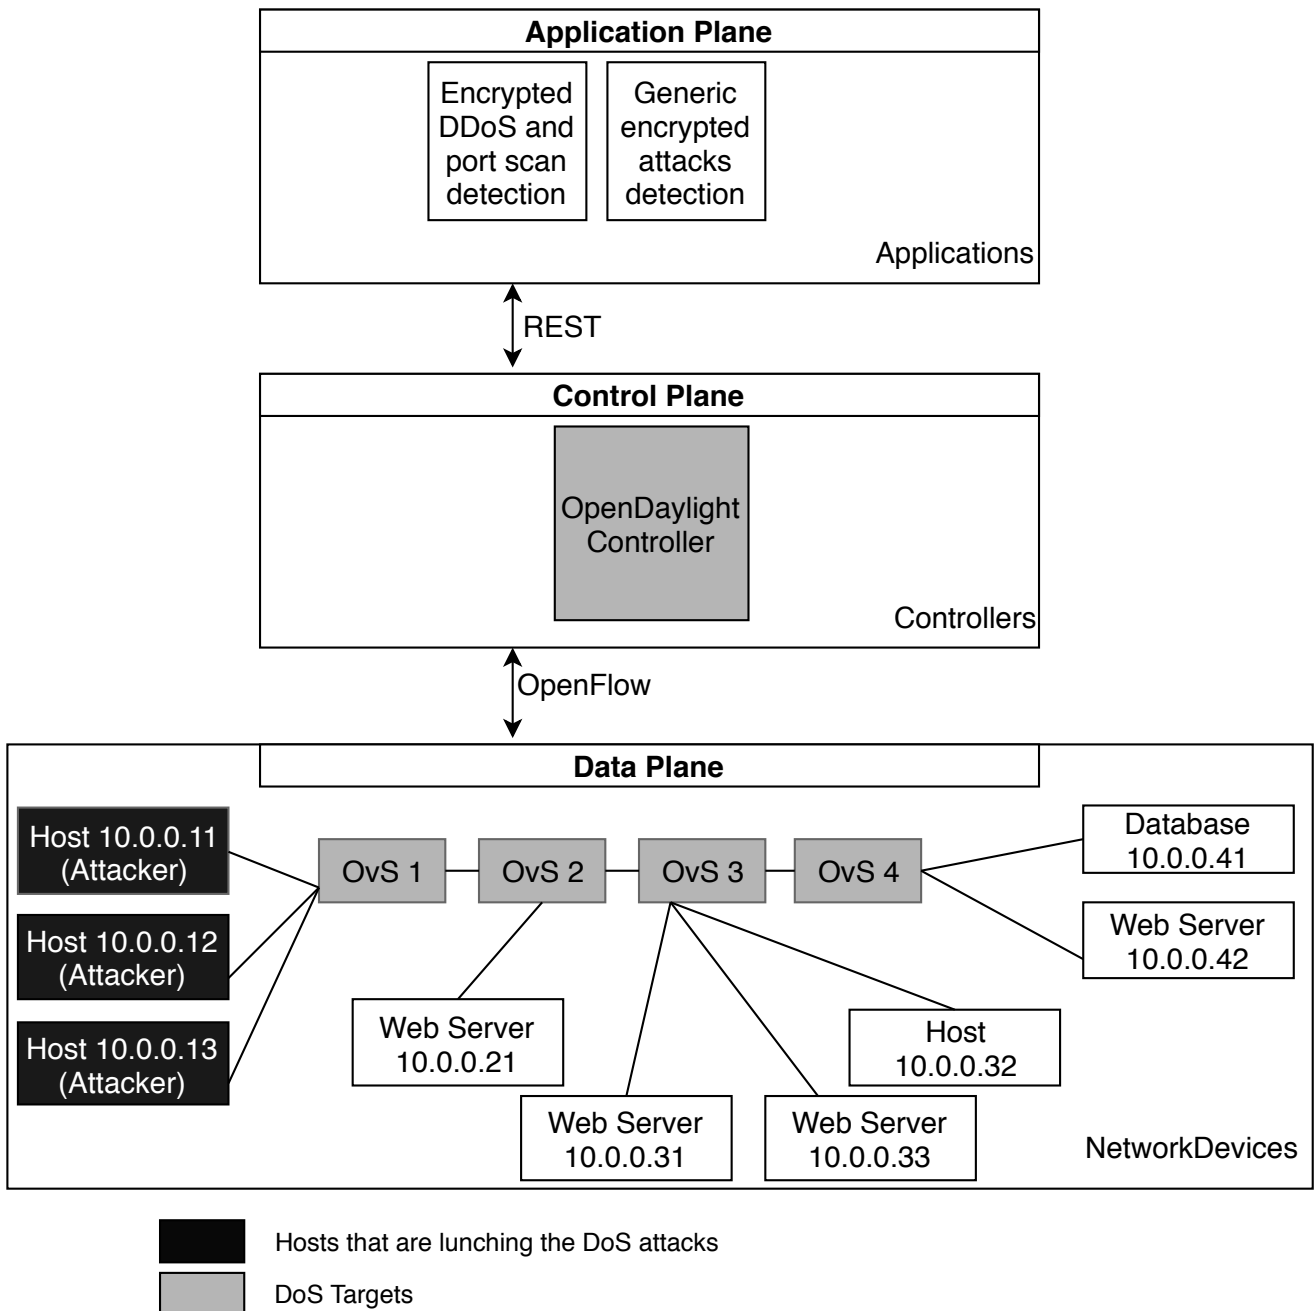 Application Plane
Encrypted
DDoS and
port scan
detection
Generic
encrypted
attacks
detection
Applications
REST
Control Plane
OpenDaylight
Controller
Controllers
OpenFlow
Data Plane
Host 10.0.0.11
(Attacker)
Host 10.0.0.12
(Attacker)
Host 10.0.0.13
(Attacker)
OvS 1
OvS 2
OvS 3
OvS 4
Database
10.0.0.41
Web Server
10.0.0.42
Web Server
10.0.0.21
Host
10.0.0.32
Web Server
10.0.0.31
Web Server
10.0.0.33
NetworkDevices
Hosts that are lunching the DoS attacks
DoS Targets